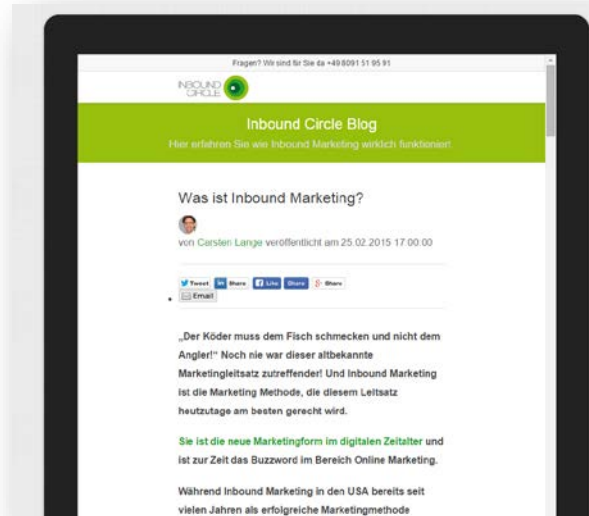 Fragen? Wir sind für Sie da +49 8091 51 95 91
INBOUND
CIRCLE
Inbound Circle Blog
Hier erfahren Sie wie Inbound Marketing wirklich funktioniert.
Was ist Inbound Marketing?
von Carsten Lange veröffentlicht am 25.02.2015 17:00:00
Tweet Share Like Share Share
Email
„Der Köder muss dem Fisch schmecken und nicht dem
Angler!“ Noch nie war dieser altbekannte
Marketingleitsatz zutreffender! Und Inbound Marketing
ist die Marketing Methode, die diesem Leitsatz
heutzutage am besten gerecht wird.
Sie ist die neue Marketingform im digitalen Zeitalter und
ist zur Zeit das Buzzword im Bereich Online Marketing.
Während Inbound Marketing in den USA bereits seit
vielen Jahren als erfolgreiche Marketingmethode